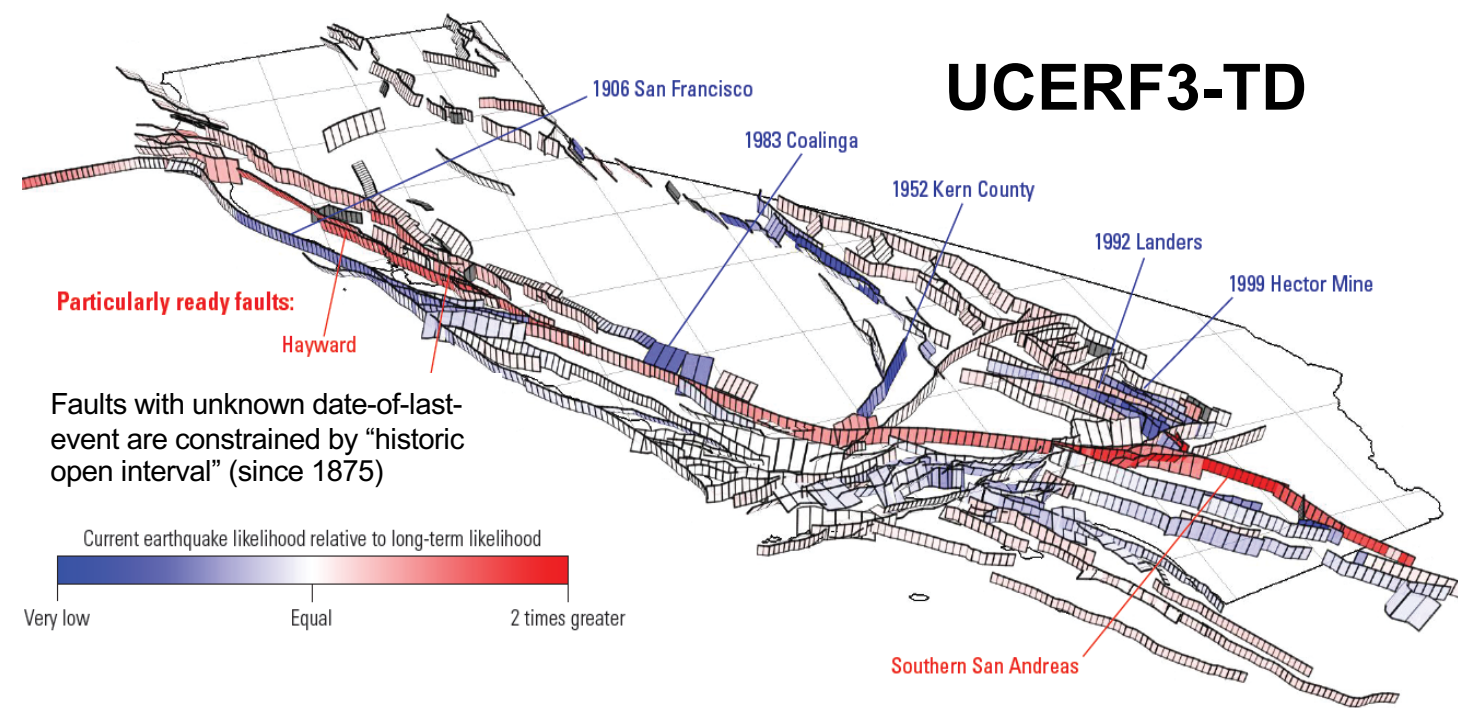 UCERF3-TD
1906 San Francisco
1983 Coalinga
1952 Kern County
1992 Landers
1999 Hector Mine
Particularly ready faults:
Hayward
Faults with unknown date-of-last-
event are constrained by “historic
open interval” (since 1875)
Current earthquake likelihood relative to long-term likelihood
Very low
Equal
2 times greater
Southern San Andreas